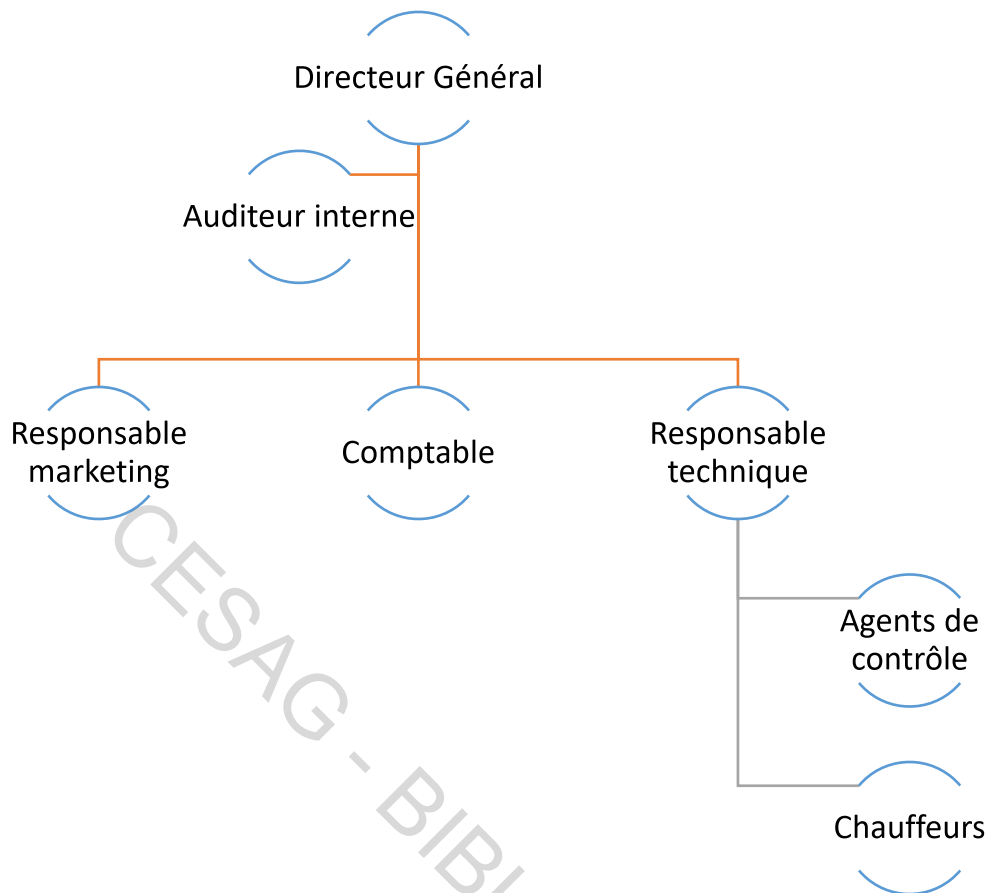 Directeur Général
Auditeur interne
Responsable
marketing
Comptable
Responsable
technique
Agents de
contrôle
Chauffeurs
CESAG - BIBL